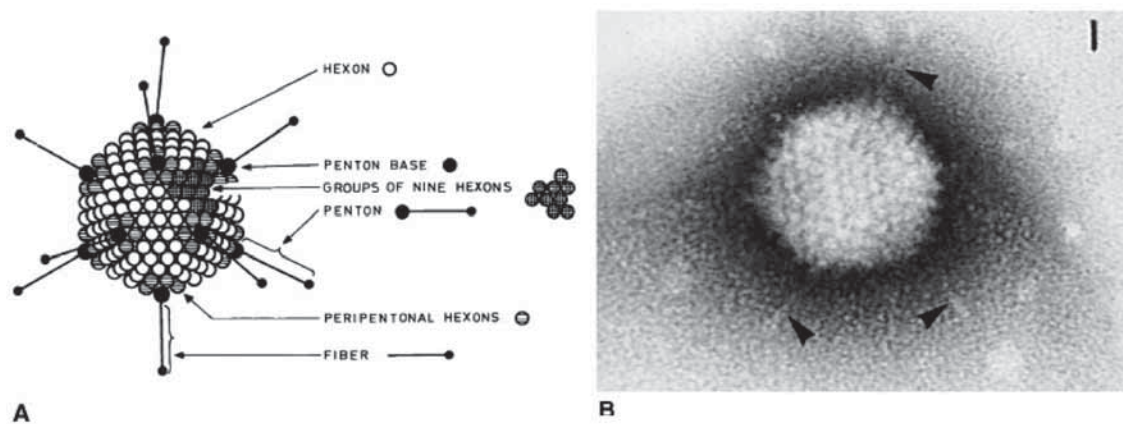 HEXON
PENTON BASE
GROUPS OF NINE HEXONS
PENTON
PERIPENTONAL HEXONS
FIBER
A
B